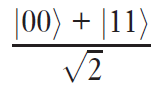 |00⟩ + |11⟩
√2